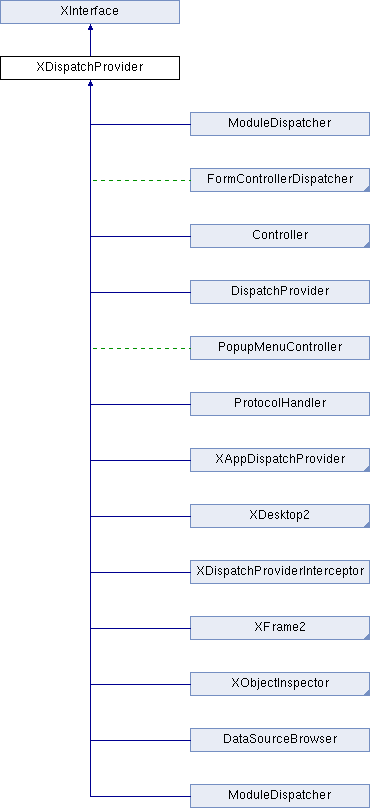 XInterface
XDispatchProvider
ModuleDispatcher
FormControllerDispatcher
Controller
DispatchProvider
PopupMenuController
ProtocolHandler
XAppDispatchProvider
XDesktop2
XDispatchProviderInterceptor
XFrame2
XObjectInspector
DataSourceBrowser
ModuleDispatcher